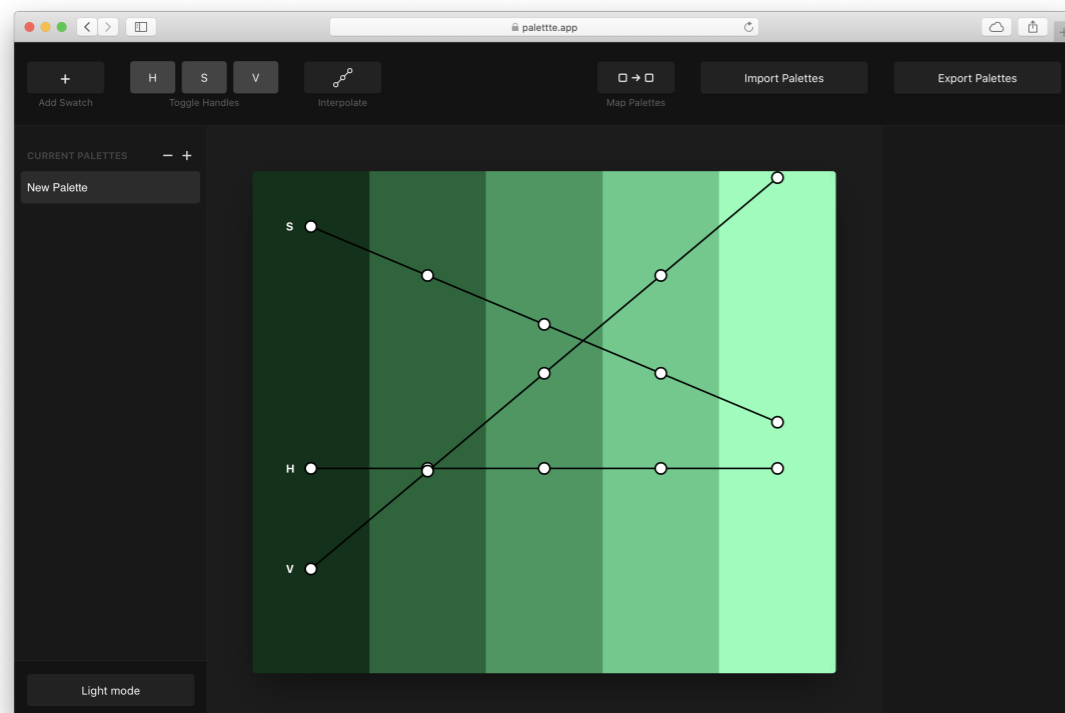 palettte.app
+
H S V
Import Palettes
Export Palettes
Add Swatch
Toggle Handles
Interpolate
Map Palettes
CURRENT PALETTES − +
New Palette
S
H
V
Light mode